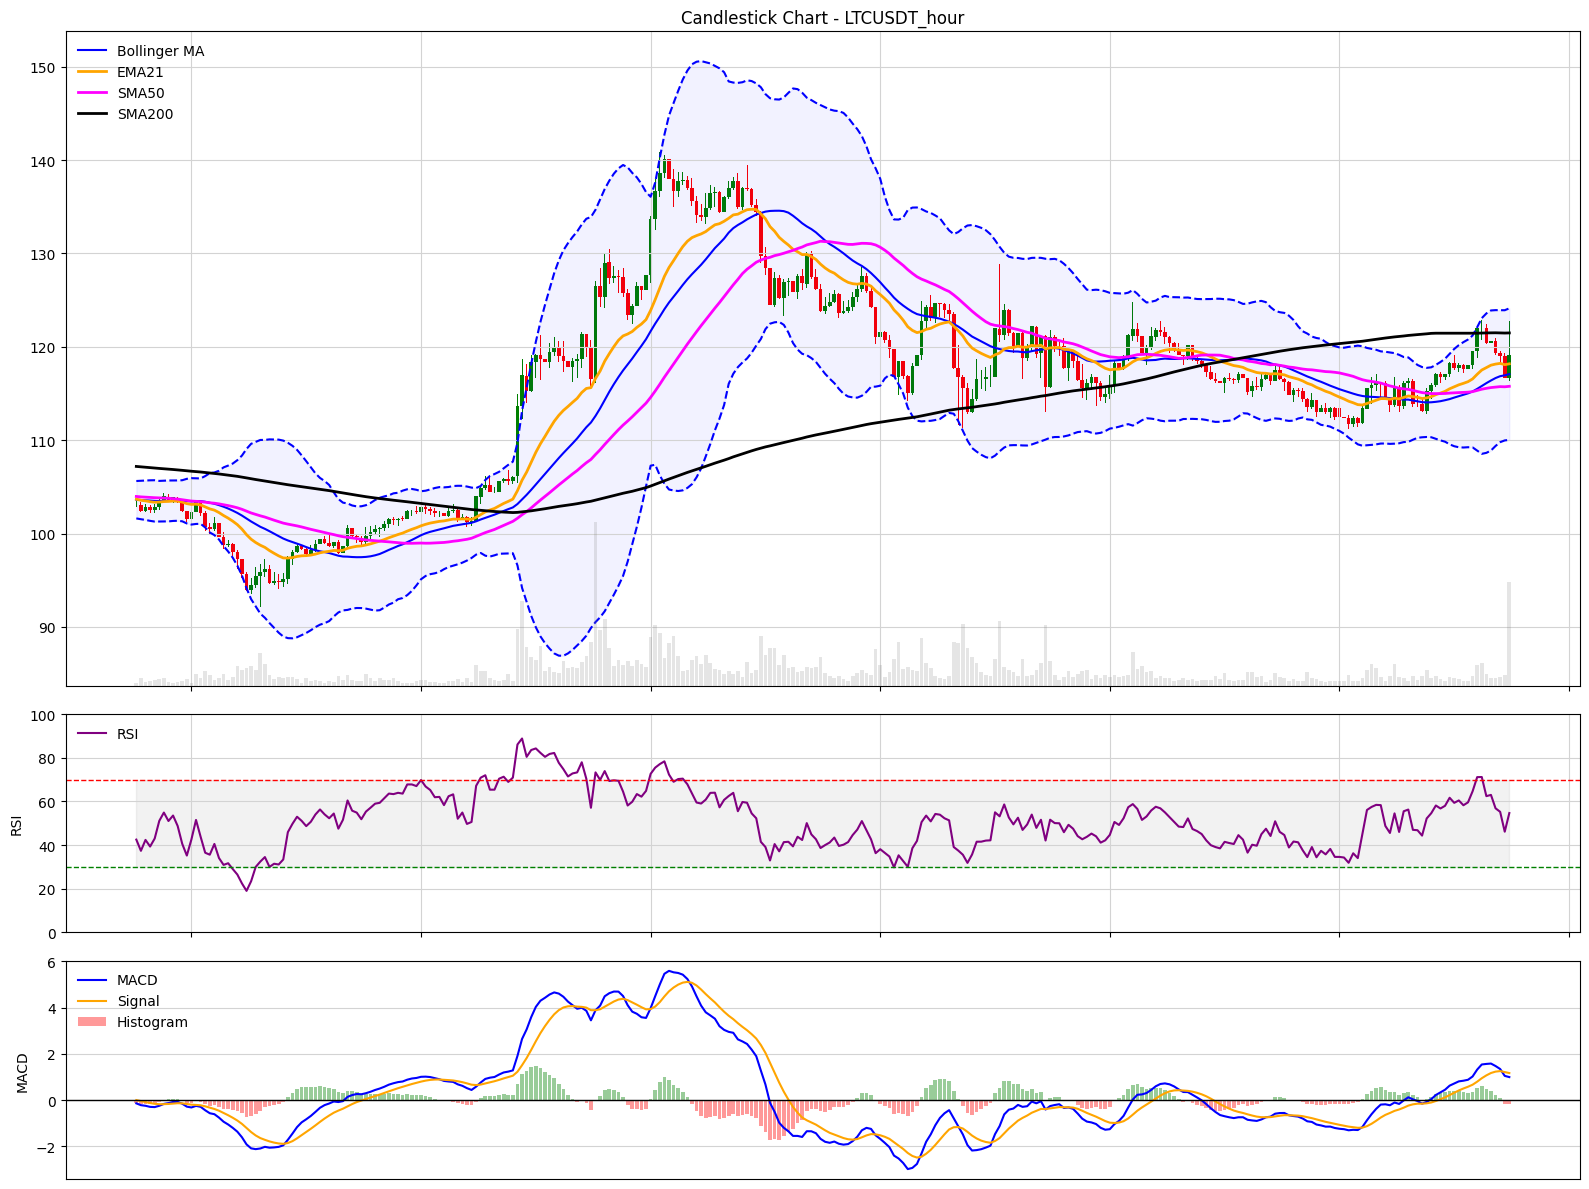 Candlestick Chart - LTCUSDT_hour
Bollinger MA
EMA21
SMA50
SMA200
150
140
130
120
110
100
90
RSI
100
80
60
40
20
0
RSI
MACD
Signal
Histogram
6
4
2
0
−2
MACD